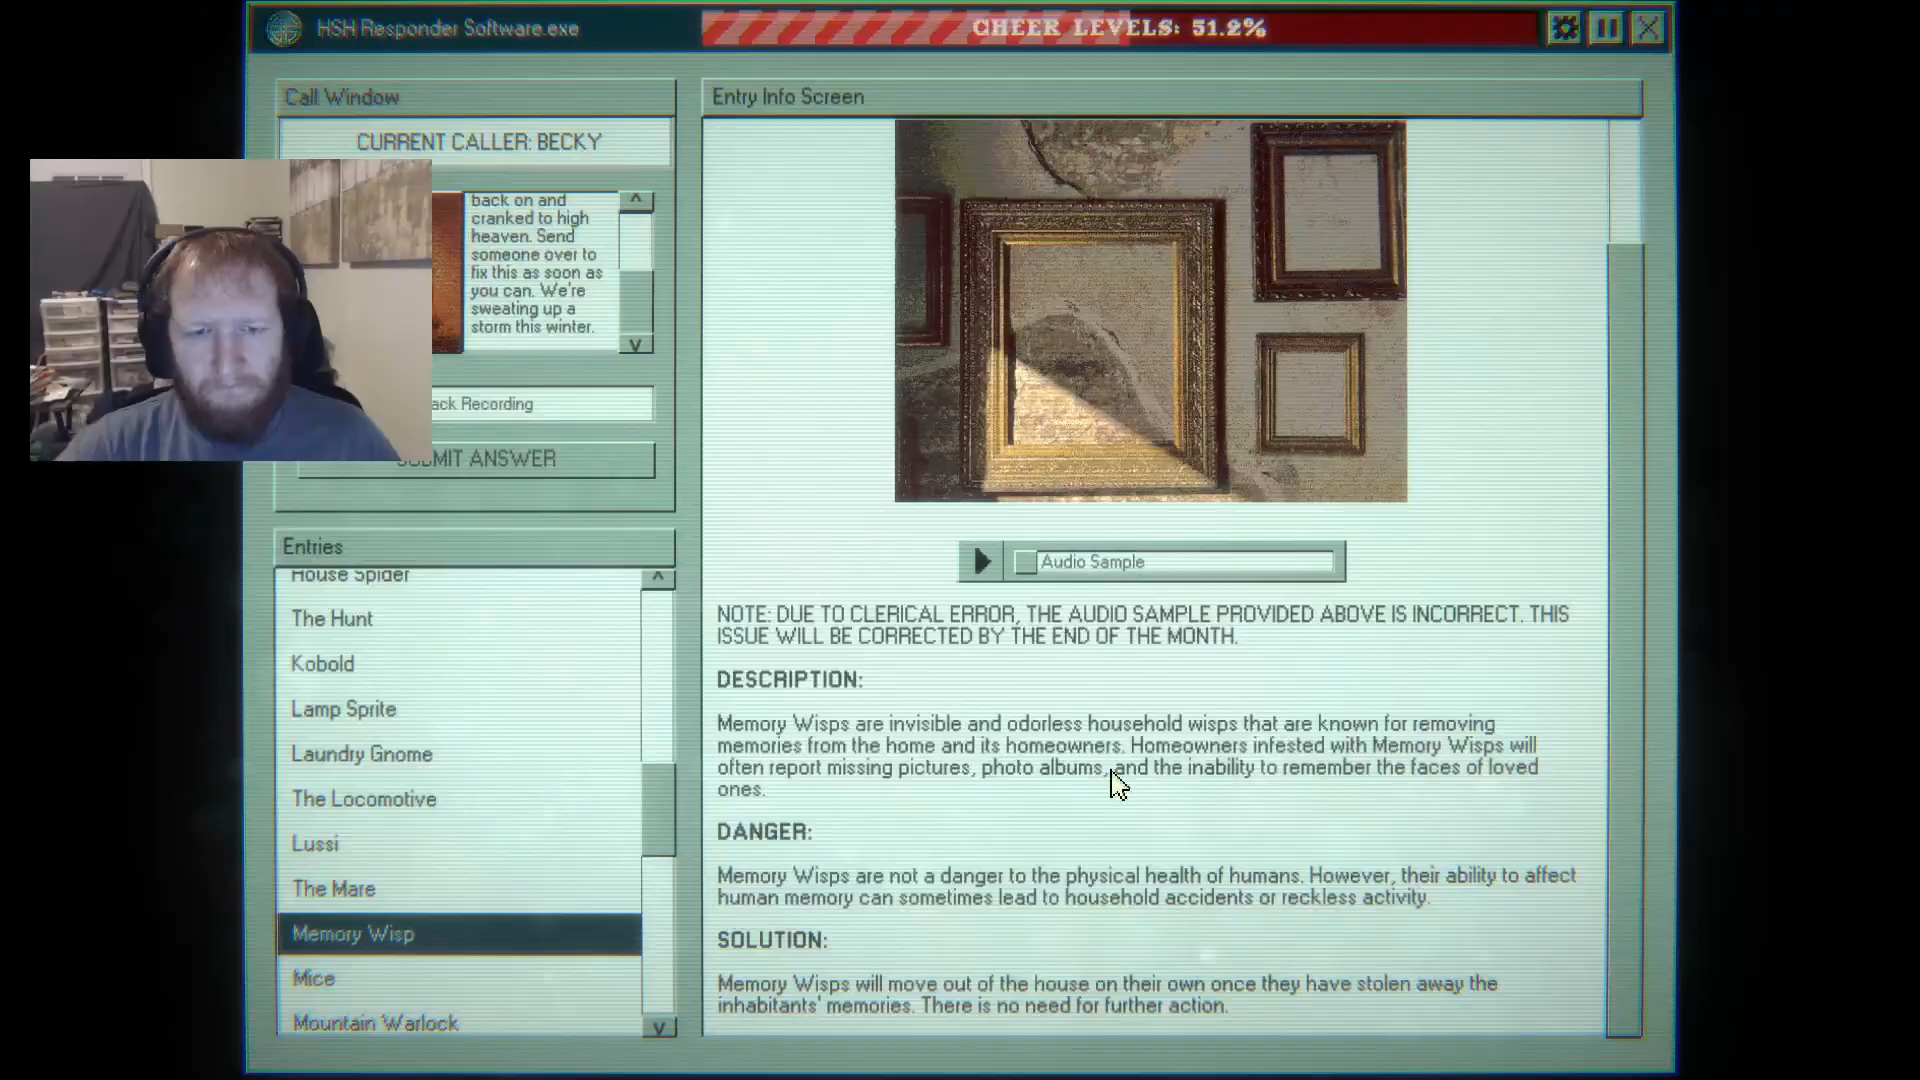 HSH Responder Software.exe
CHEER LEVELS: 51.2%
Call Window
Entry Info Screen
CURRENT CALLER: BECKY
back on and
cranked to high
heaven. Send
someone over to
fix this as soon as
you can. We're
sweating up a
storm this winter.
ack Recording
SUBMIT ANSWER
Entries
House Spider
The Hunt
Kobold
Lamp Sprite
Laundry Gnome
The Locomotive
Lussi
The Mare
Memory Wisp
Mice
Mountain Warlock
Audio Sample
NOTE: DUE TO CLERICAL ERROR, THE AUDIO SAMPLE PROVIDED ABOVE IS INCORRECT. THIS
ISSUE WILL BE CORRECTED BY THE END OF THE MONTH.
DESCRIPTION:
Memory Wisps are invisible and odorless household wisps that are known for removing
memories from the home and its homeowners. Homeowners infested with Memory Wisps will
often report missing pictures, photo albums, and the inability to remember the faces of loved
ones.
DANGER:
Memory Wisps are not a danger to the physical health of humans. However, their ability to affect
human memory can sometimes lead to household accidents or reckless activity.
SOLUTION:
Memory Wisps will move out of the house on their own once they have stolen away the
inhabitants' memories. There is no need for further action.